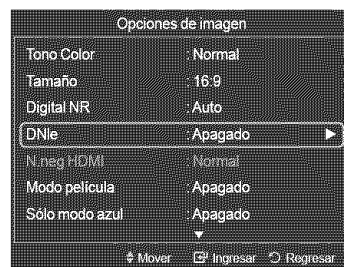 Opciones de imagen
Tono Color : Normal
Tamaño : 16:9
Digital NR : Auto
DNIe : Apagado
N.neg HDMI : Normal
Modo película : Apagado
Sólo modo azul : Apagado
Mover Ingresar Regresar